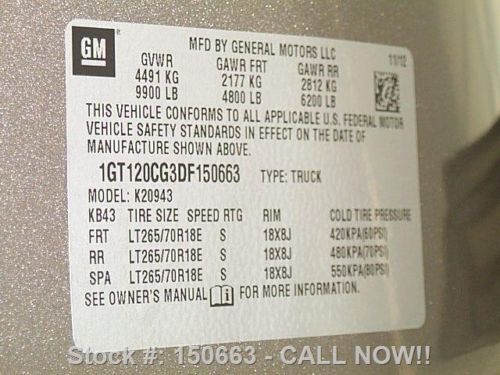 GM
MFD BY GENERAL MOTORS LLC
11/12
GVWR GAWR FRT GAWR RR
4491 KG 2177 KG 2812 KG
9900 LB 4800 LB 6200 LB
THIS VEHICLE CONFORMS TO ALL APPLICABLE U.S. FEDERAL MOTOR
VEHICLE SAFETY STANDARDS IN EFFECT ON THE DATE OF
MANUFACTURE SHOWN ABOVE.
1GT120CG3DF150663 TYPE: TRUCK
MODEL: K20943
KB43 TIRE SIZE SPEED RTG RIM COLD TIRE PRESSURE
FRT LT265/70R18E S 18X8J 420KPA(60PSI)
RR LT265/70R18E S 18X8J 480KPA(70PSI)
SPA LT265/70R18E S 18X8J 550KPA(80PSI)
SEE OWNER'S MANUAL FOR MORE INFORMATION.
Stock #: 150663 - CALL NOW!!